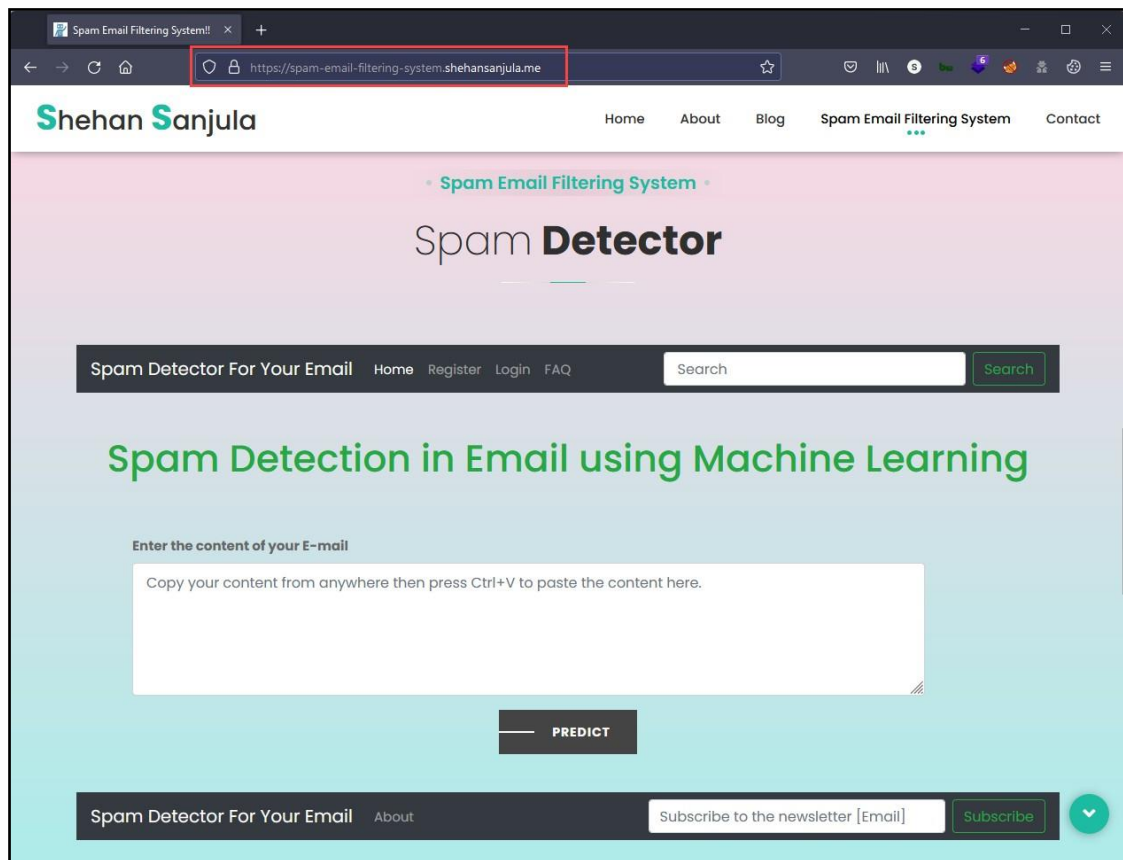 Spam Email Filtering System!!
https://spam-email-filtering-system.shehansanjula.me
6
Shehan Sanjula
Home About Blog Spam Email Filtering System Contact
Spam Email Filtering System
Spam Detector
Spam Detector For Your Email Home Register Login FAQ Search Search
Spam Detection in Email using Machine Learning
Enter the content of your E-mail
Copy your content from anywhere then press Ctrl+V to paste the content here.
PREDICT
Spam Detector For Your Email About Subscribe to the newsletter [Email] Subscribe